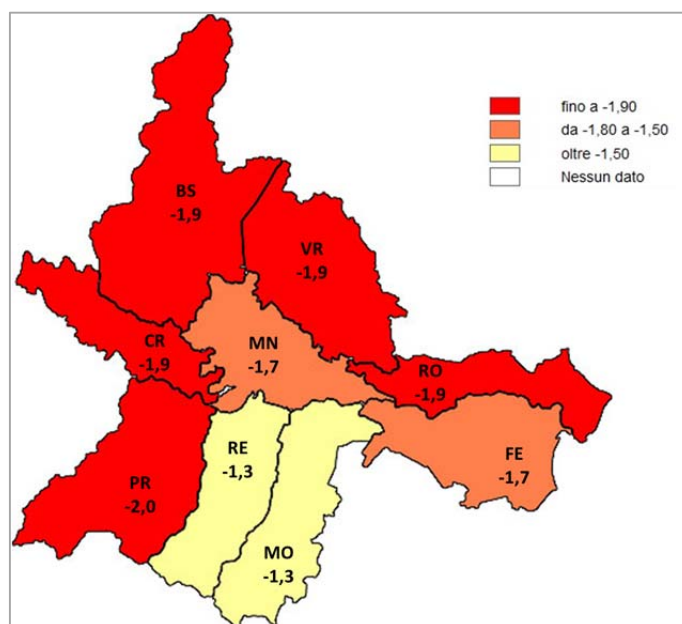 fino a -1,90
da -1,80 a -1,50
oltre -1,50
Nessun dato
BS
-1,9
VR
-1,9
CR
-1,9
MN
-1,7
RO
-1,9
PR
-2,0
RE
-1,3
FE
-1,7
MO
-1,3